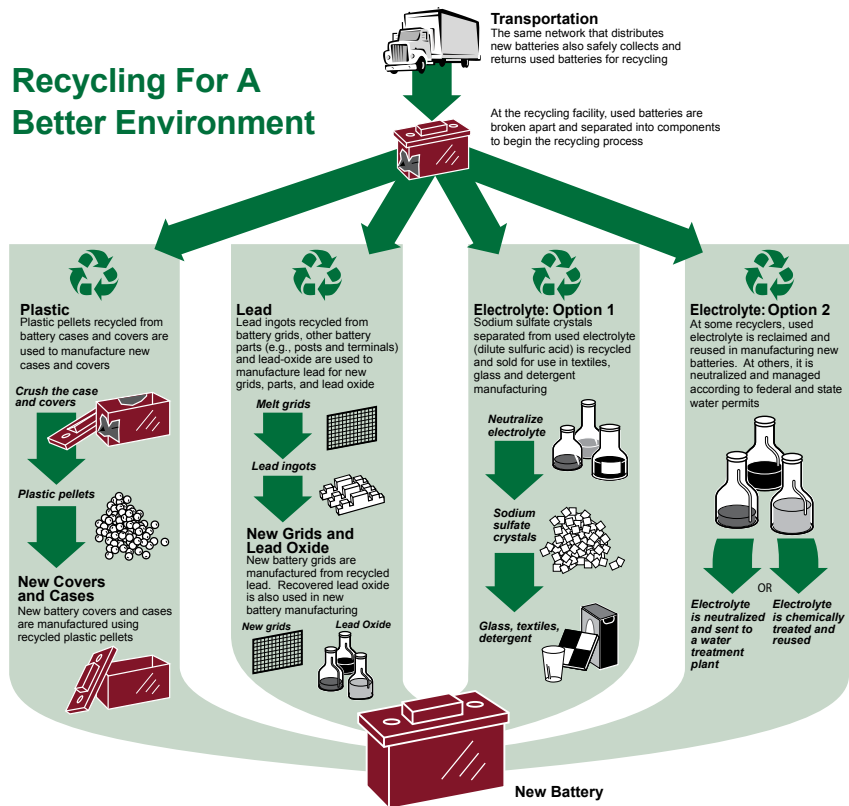 Recycling For A
Better Environment
Transportation
The same network that distributes
new batteries also safely collects and
returns used batteries for recycling
At the recycling facility, used batteries are
broken apart and separated into components
to begin the recycling process
Plastic
Plastic pellets recycled from
battery cases and covers are
used to manufacture new
cases and covers
Crush the case
and covers
Plastic pellets
New Covers
and Cases
New battery covers and cases
are manufactured using
recycled plastic pellets
Lead
Lead ingots recycled from
battery grids, other battery
parts (e.g., posts and terminals)
and lead-oxide are used to
manufacture lead for new
grids, parts, and lead oxide
Melt grids
Lead ingots
New Grids and
Lead Oxide
New battery grids are
manufactured from recycled
lead.  Recovered lead oxide
is also used in new
battery manufacturing
New grids
Lead Oxide
Electrolyte: Option 1
Sodium sulfate crystals
separated from used electrolyte
(dilute sulfuric acid) is recycled
and sold for use in textiles,
glass and detergent
manufacturing
Neutralize
electrolyte
Sodium
sulfate
crystals
Glass, textiles,
detergent
Electrolyte: Option 2
At some recyclers, used
electrolyte is reclaimed and
reused in manufacturing new
batteries.  At others, it is
neutralized and managed
according to federal and state
water permits
OR
Electrolyte
is neutralized
and sent to
a water
treatment
plant
Electrolyte
is chemically
treated and
reused
New Battery